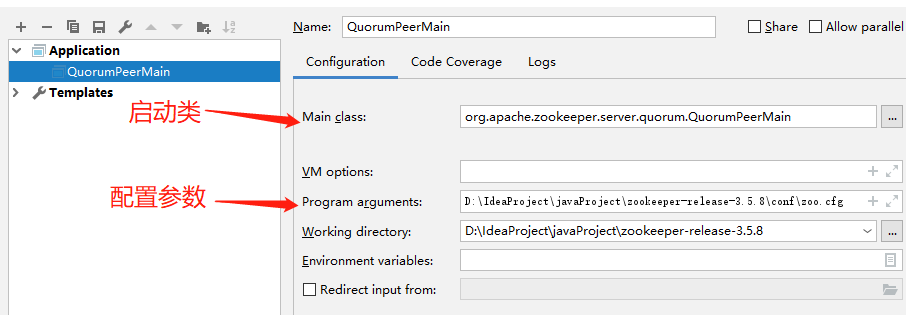 Name: QuorumPeerMain
Share
Allow parallel
Application
QuorumPeerMain
Templates
Configuration
Code Coverage
Logs
启动类
Main class: org.apache.zookeeper.server.quorum.QuorumPeerMain ...
VM options:
配置参数
Program arguments: D:\IdeaProject\javaProject\zookeeper-release-3.5.8\conf\zoo.cfg
Working directory: D:\IdeaProject\javaProject\zookeeper-release-3.5.8 ...
Environment variables:
Redirect input from: